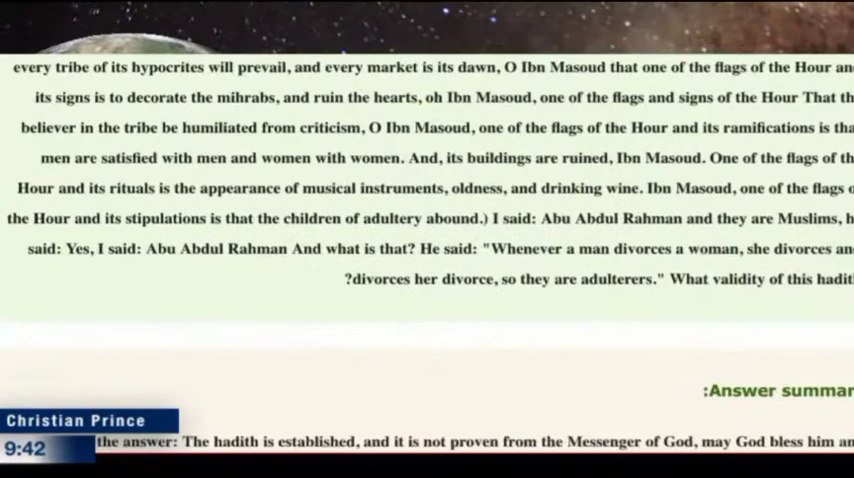 every tribe of its hypocrites will prevail, and every market is its dawn, O Ibn Masoud that one of the flags of the Hour and
its signs is to decorate the mihrabs, and ruin the hearts, oh Ibn Masoud, one of the flags and signs of the Hour That th
believer in the tribe be humiliated from criticism, O Ibn Masoud, one of the flags of the Hour and its ramifications is tha
men are satisfied with men and women with women. And, its buildings are ruined, Ibn Masoud. One of the flags of th
Hour and its rituals is the appearance of musical instruments, oldness, and drinking wine. Ibn Masoud, one of the flags o
the Hour and its stipulations is that the children of adultery abound.) I said: Abu Abdul Rahman and they are Muslims, h
said: Yes, I said: Abu Abdul Rahman And what is that? He said: "Whenever a man divorces a woman, she divorces and
?divorces her divorce, so they are adulterers." What validity of this hadith
:Answer summar
Christian Prince
9:42
the answer: The hadith is established, and it is not proven from the Messenger of God, may God bless him an